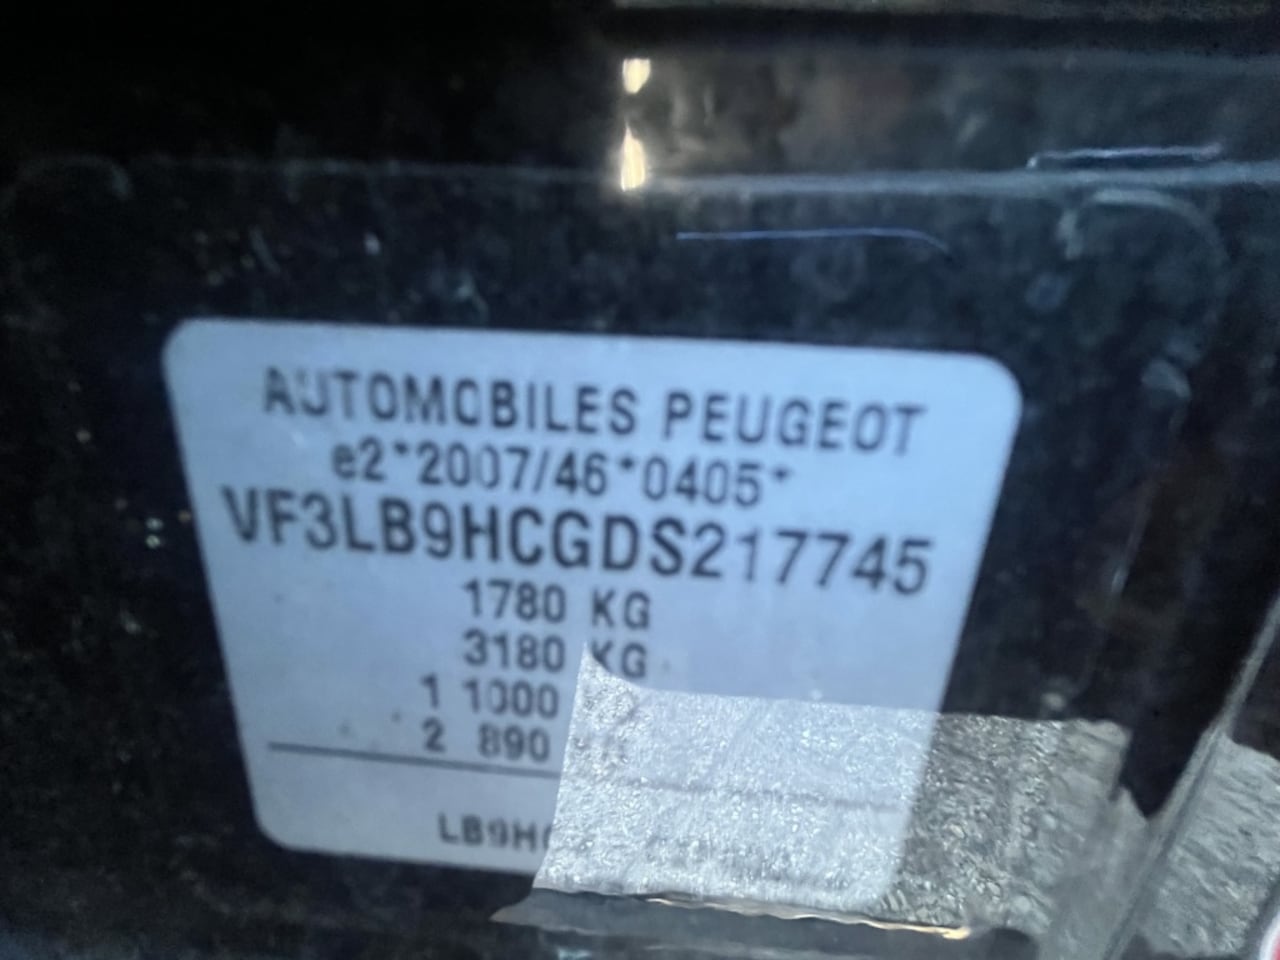 AUTOMOBILES PEUGEOT
e2*2007/46*0405*
VF3LB9HCGDS217745
1780 KG
3180 KG
1 1000
2 890